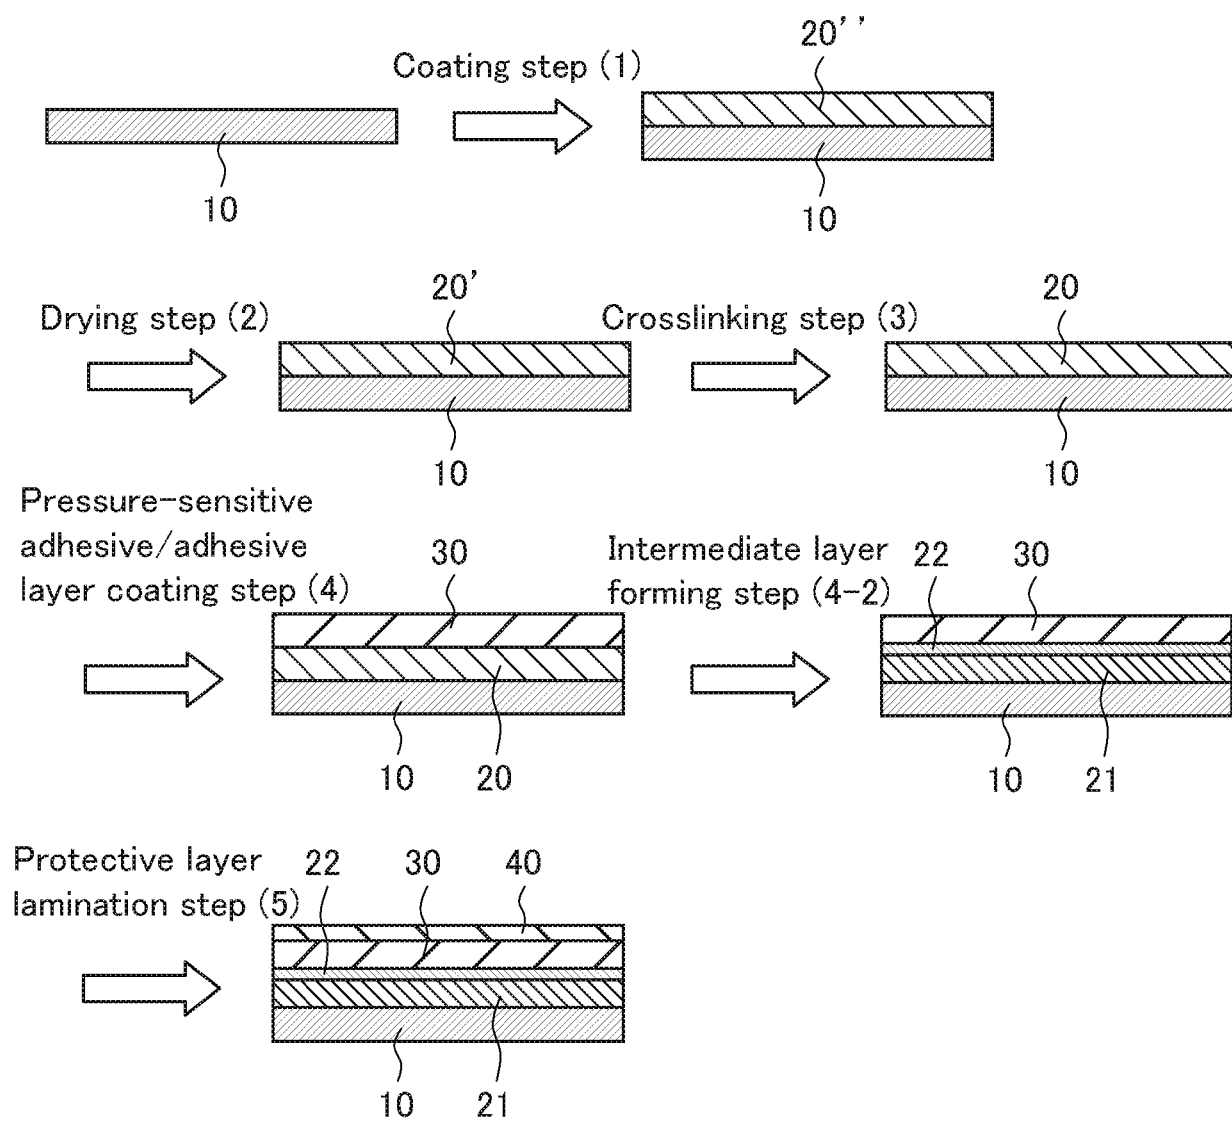 20''
Coating step (1)
10
10
20'
20
Drying step (2)
Crosslinking step (3)
10
10
Pressure-sensitive
adhesive/adhesive
layer coating step (4)
30
Intermediate layer
forming step (4-2)
22
30
10
20
10
21
Protective layer
lamination step (5)
22
30
40
10
21